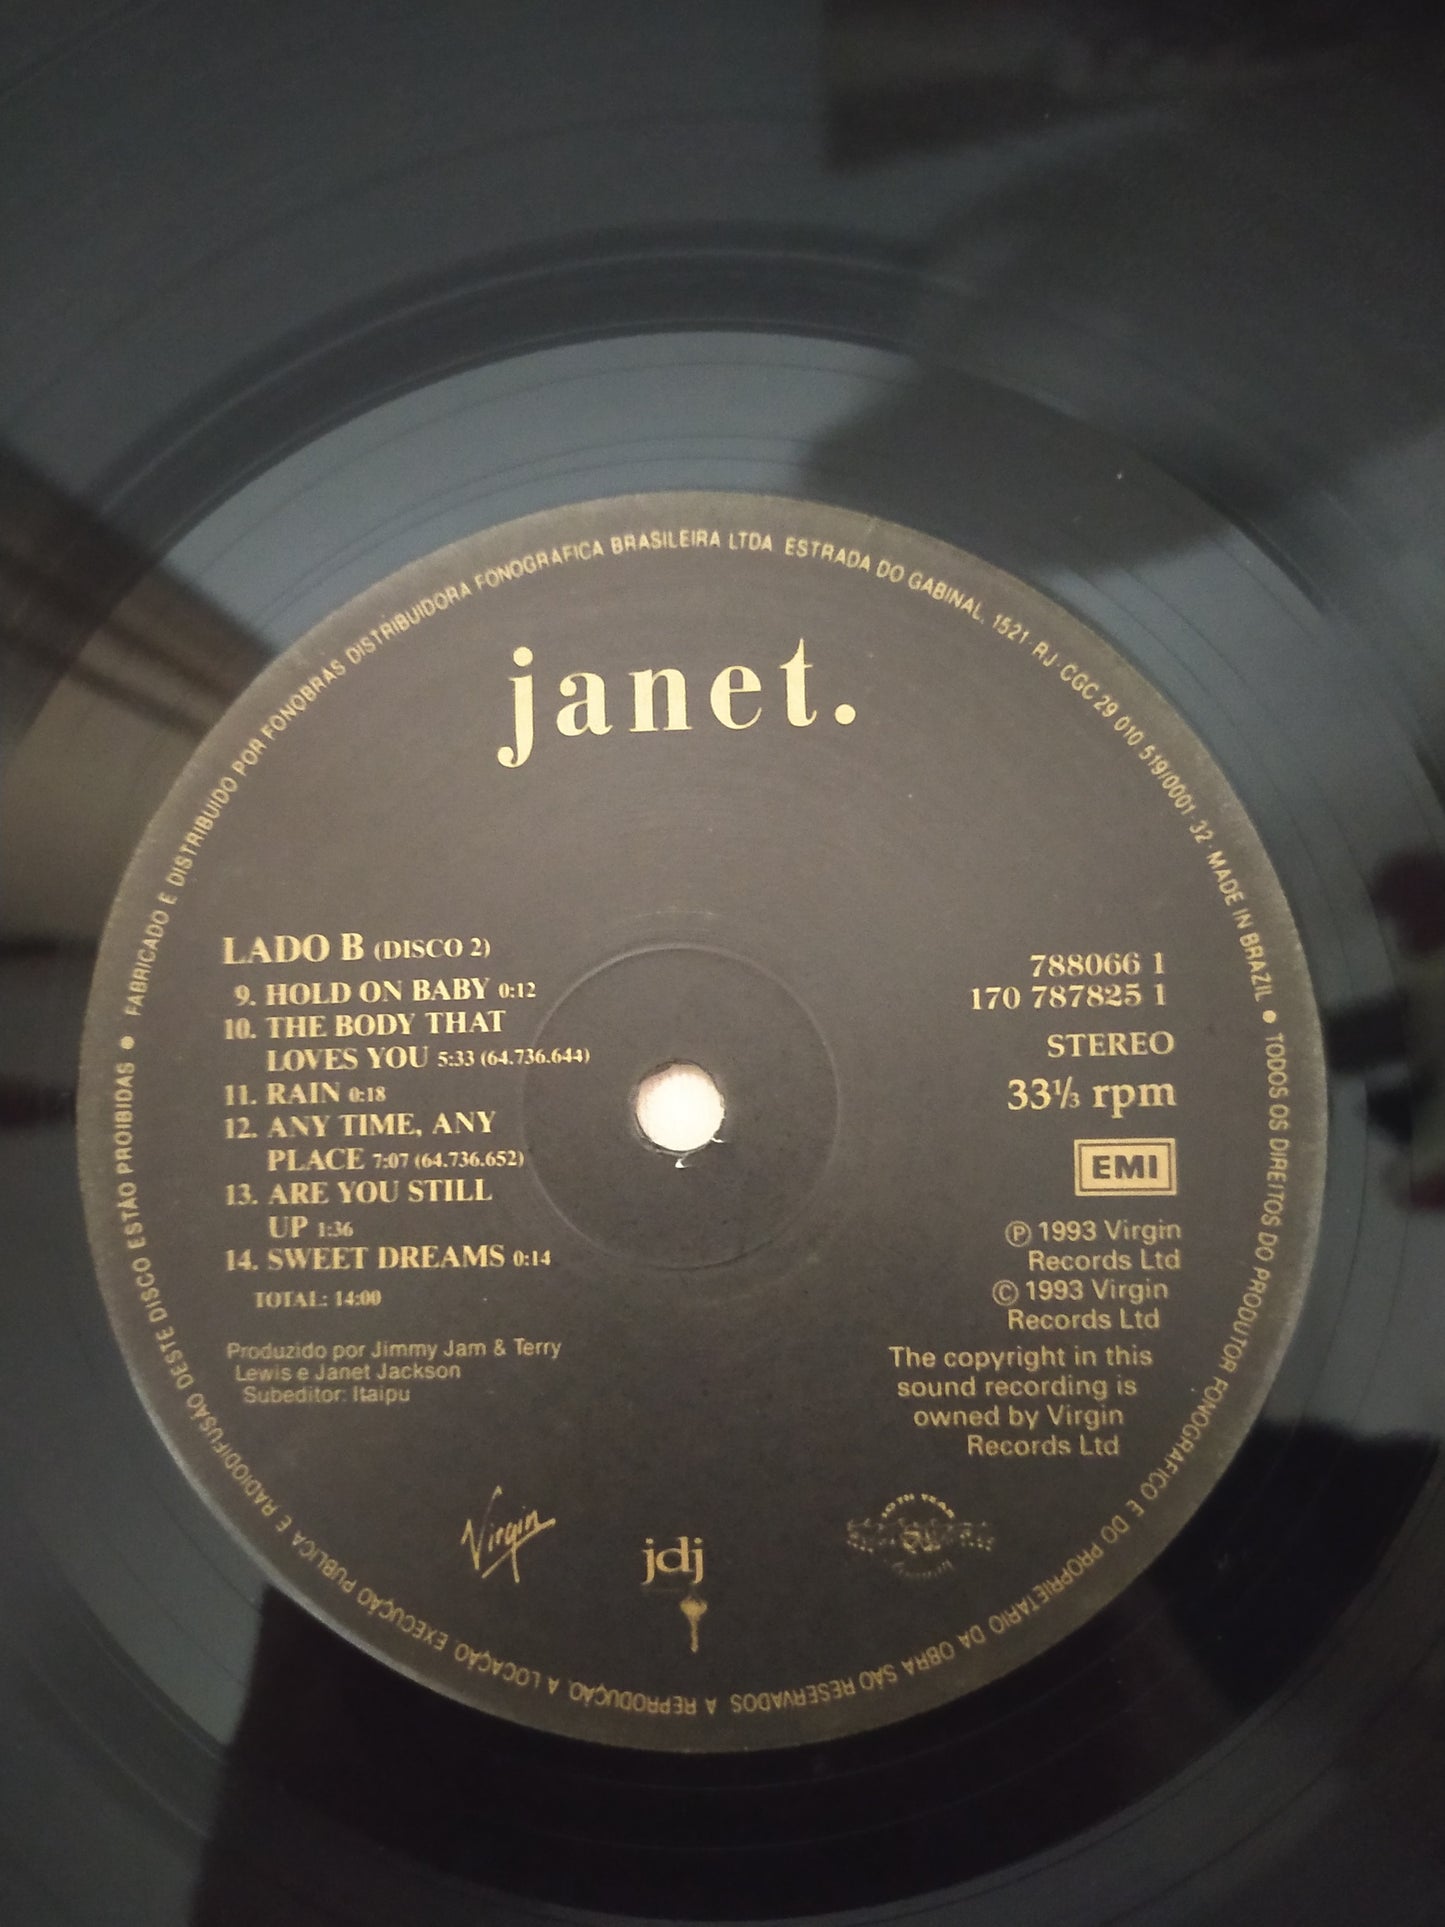 FABRICADO E DISTRIBUIDO POR FONOBRÁS DISTRIBUIDORA FONOGRAFICA BRASILEIRA LTDA ESTRADA DO GABINAL, 1521 · RJ · CGC 29 010 519/0001·32 · MADE IN BRAZIL ● TODOS OS DIREITOS DO PRODUTOR FONOGRAFICO E DO PROPRIETARIO DA OBRA SÃO RESERVADOS A REPRODUÇÃO, A LOCAÇÃO, EXECUÇÃO PUBLICA E RADIODIFUSÃO DESTE DISCO ESTÃO PROIBIDAS ●
janet.
LADO B (DISCO 2)
9. HOLD ON BABY 0:12
10. THE BODY THAT
LOVES YOU 5:33 (64.736.644)
11. RAIN 0:18
12. ANY TIME, ANY
PLACE 7:07 (64.736.652)
13. ARE YOU STILL
UP 1:36
14. SWEET DREAMS 0:14
TOTAL: 14:00
Produzido por Jimmy Jam & Terry
Lewis e Janet Jackson
Subeditor: Itaipu
788066 1
170 787825 1
STEREO
33⅓ rpm
EMI
℗ 1993 Virgin
Records Ltd
© 1993 Virgin
Records Ltd
The copyright in this
sound recording is
owned by Virgin
Records Ltd
Virgin
jdj